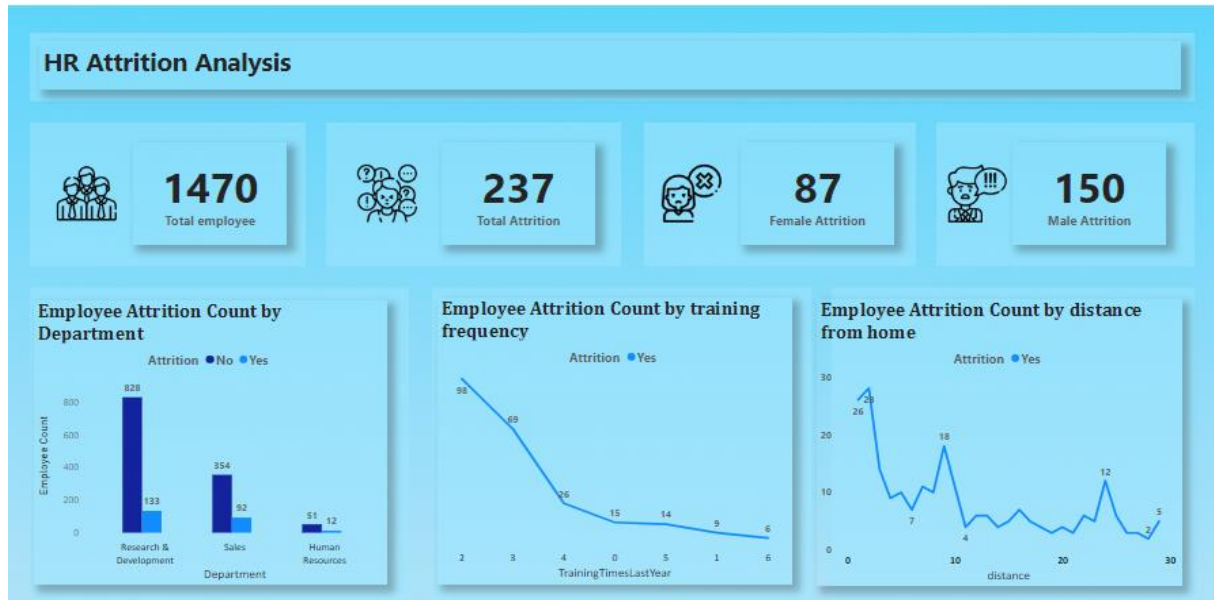 HR Attrition Analysis
1470
Total employee
237
Total Attrition
87
Female Attrition
150
Male Attrition
Employee Attrition Count by
Department
Attrition No Yes
Employee Count
800
600
400
200
0
828
133
354
92
51
12
Research &
Development
Sales
Human
Resources
Department
Employee Attrition Count by training
frequency
Attrition Yes
98
69
26
15
14
9
6
2 3 4 0 5 1 6
TrainingTimesLastYear
Employee Attrition Count by distance
from home
Attrition Yes
30
20
10
0
26
28
7
18
4
12
2
5
0 10 20 30
distance